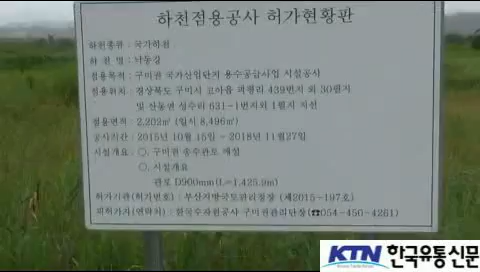 하천점용공사 허가현황판
하천종류 : 국가하천
하 천 명 : 낙동강
점용목적 : 구미권 국가산업단지 용수공급사업 시설공사
점용위치 : 경상북도 구미시 고아읍 괴평리 439번지 외 30필지
및 산동면 성수리 631-1번지외 1필지 지선
점용면적 : 2,202㎡ (일시 8,496㎡)
공사기간 : 2015년 10월 15일 ~ 2018년 11월27일
시설개요 : ○. 구미권 송수관로 매설
○. 시설개요
관로 D900mm(L=1,425.9m)
허가기관(허가번호) : 부산지방국토관리청장 (제2015-197호)
피허가자(연락처) : 한국수자원공사 구미권관리단장(☎054-450-4261)
KTN 한국유통신문